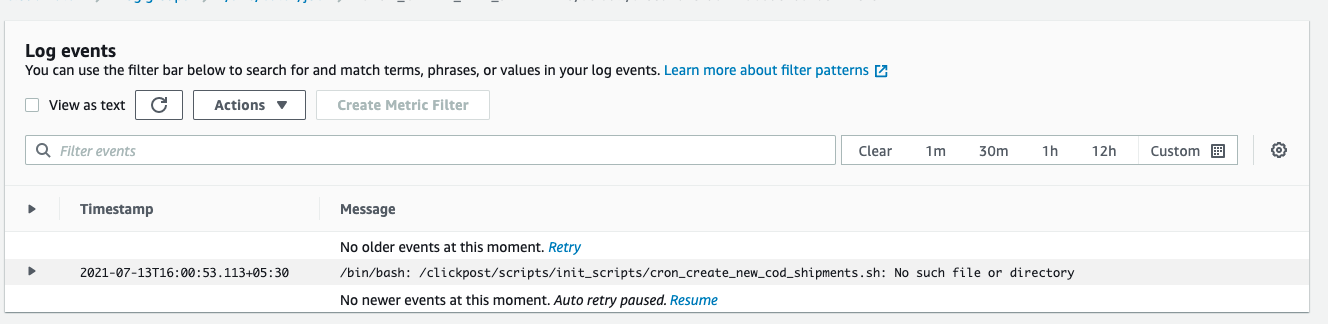 Log events
You can use the filter bar below to search for and match terms, phrases, or values in your log events. Learn more about filter patterns
View as text
Actions
Create Metric Filter
Filter events
Clear 1m 30m 1h 12h Custom
Timestamp Message
No older events at this moment. Retry
2021-07-13T16:00:53.113+05:30 /bin/bash: /clickpost/scripts/init_scripts/cron_create_new_cod_shipments.sh: No such file or directory
No newer events at this moment. Auto retry paused. Resume